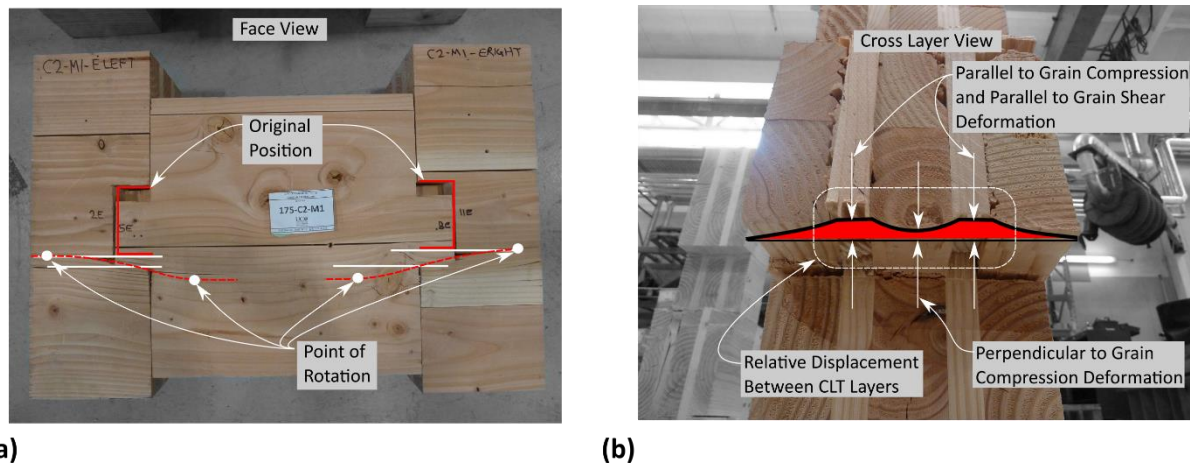 Face View
C2-M1-ELEFT
C2-M1-ERIGHT
Original
Position
175-C2-M1
2E
5E
8E
11E
Point of
Rotation
(a)
Cross Layer View
Parallel to Grain Compression
and Parallel to Grain Shear
Deformation
Relative Displacement
Between CLT Layers
Perpendicular to Grain
Compression Deformation
(b)